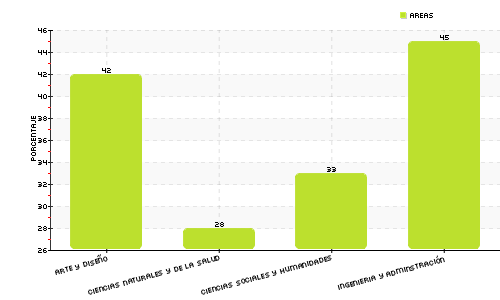 AREAS
PORCENTAJE
46
44
42
40
38
36
34
32
30
28
26
42
28
33
45
ARTE Y DISEÑO
CIENCIAS NATURALES Y DE LA SALUD
CIENCIAS SOCIALES Y HUMANIDADES
INGENIERIA Y ADMINSTRACIÓN